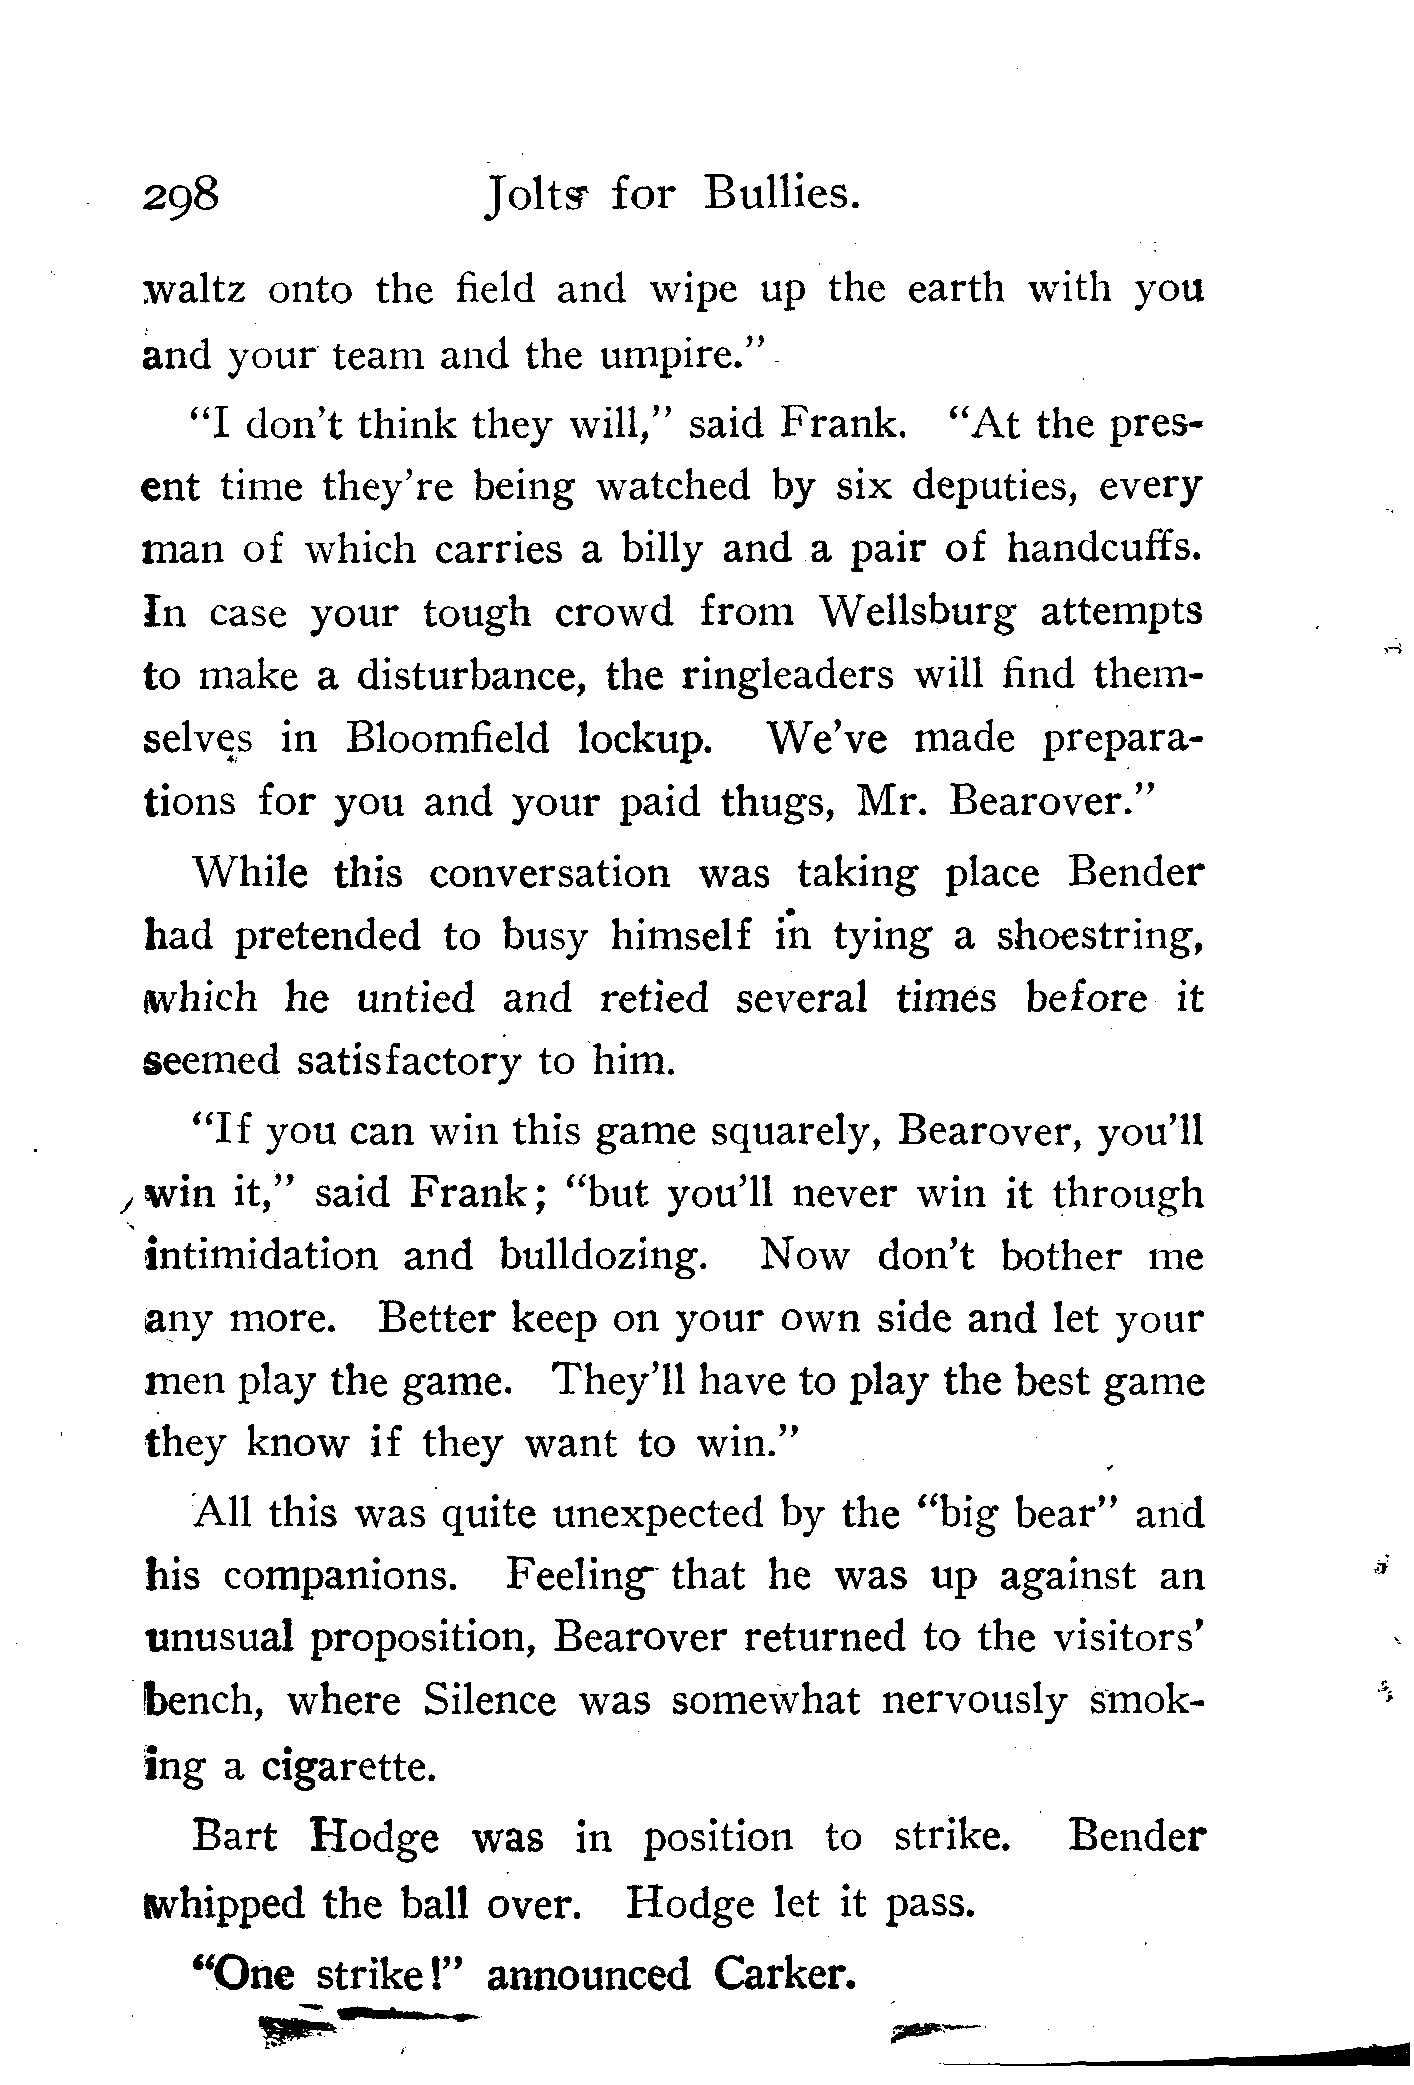 298 Jolts for Bullies.
waltz onto the field and wipe up the earth with you
and your team and the umpire.”
“I don’t think they will,” said Frank. “At the pres-
ent time they’re being watched by six deputies, every
man of which carries a billy and a pair of handcuffs.
In case your tough crowd from Wellsburg attempts
to make a disturbance, the ringleaders will find them-
selves in Bloomfield lockup. We’ve made prepara-
tions for you and your paid thugs, Mr. Bearover.”
While this conversation was taking place Bender
had pretended to busy himself in tying a shoestring,
which he untied and retied several times before it
seemed satisfactory to him.
“If you can win this game squarely, Bearover, you’ll
win it,” said Frank; “but you’ll never win it through
intimidation and bulldozing. Now don’t bother me
any more. Better keep on your own side and let your
men play the game. They’ll have to play the best game
they know if they want to win.”
All this was quite unexpected by the “big bear” and
his companions. Feeling that he was up against an
unusual proposition, Bearover returned to the visitors’
bench, where Silence was somewhat nervously smok-
ing a cigarette.
Bart Hodge was in position to strike. Bender
whipped the ball over. Hodge let it pass.
“One strike!” announced Carker.